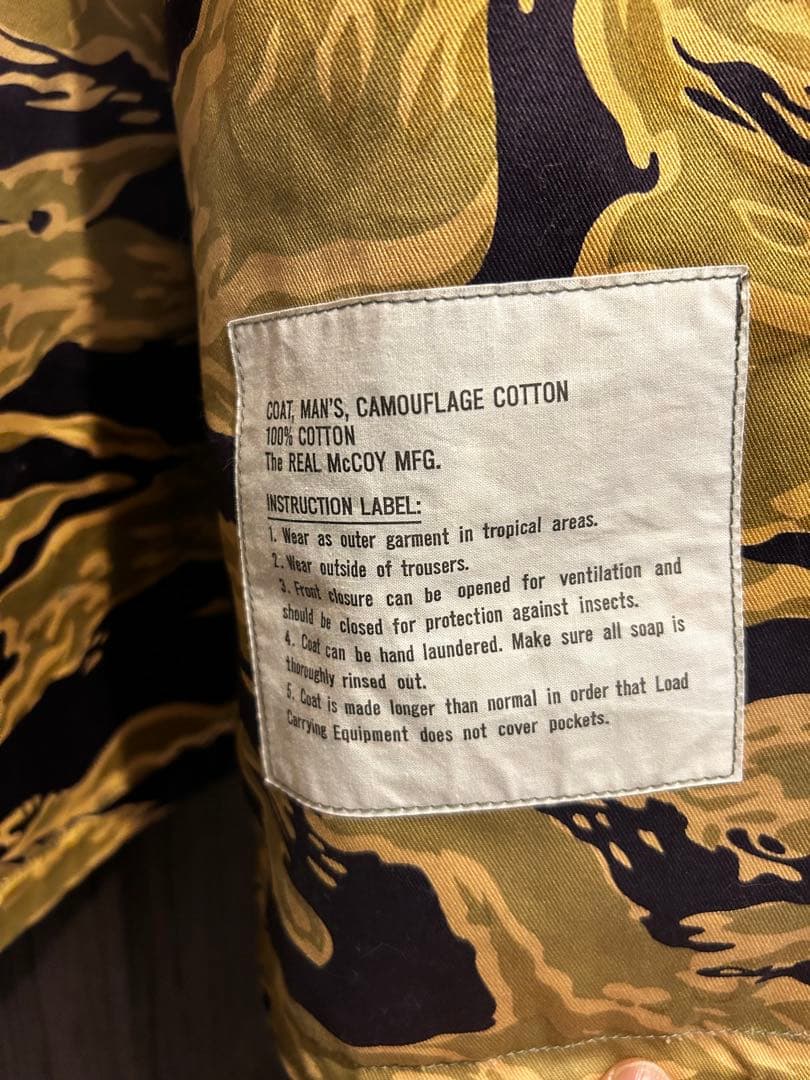 COAT, MAN'S, CAMOUFLAGE COTTON
100% COTTON
The REAL McCOY MFG.
INSTRUCTION LABEL:
1. Wear as outer garment in tropical areas.
2. Wear outside of trousers.
3. Front closure can be opened for ventilation and
should be closed for protection against insects.
4. Coat can be hand laundered. Make sure all soap is
thoroughly rinsed out.
5. Coat is made longer than normal in order that Load
Carrying Equipment does not cover pockets.